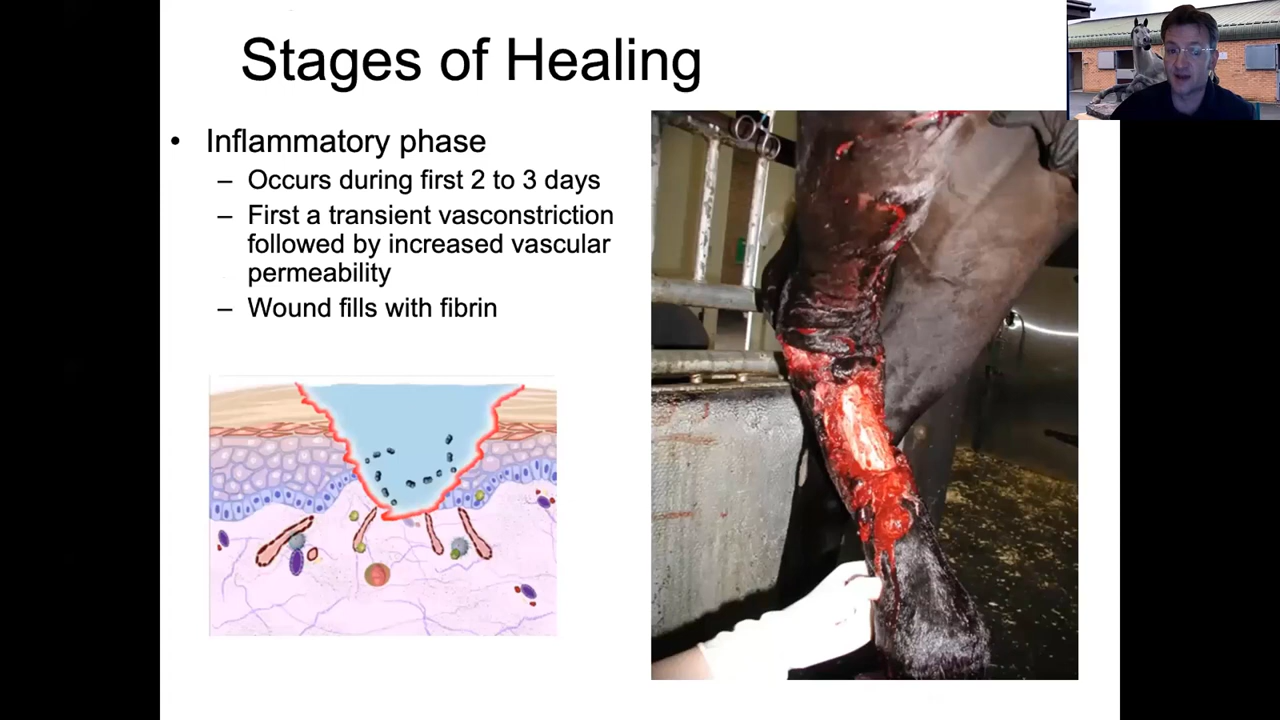 Stages of Healing
• Inflammatory phase
– Occurs during first 2 to 3 days
– First a transient vasconstriction
followed by increased vascular
permeability
– Wound fills with fibrin